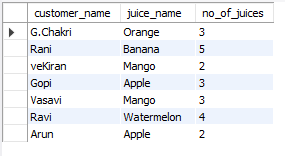 customer_name juice_name no_of_juices
G.Chakri Orange 3
Rani Banana 5
veKiran Mango 2
Gopi Apple 3
Vasavi Mango 3
Ravi Watermelon 4
Arun Apple 2